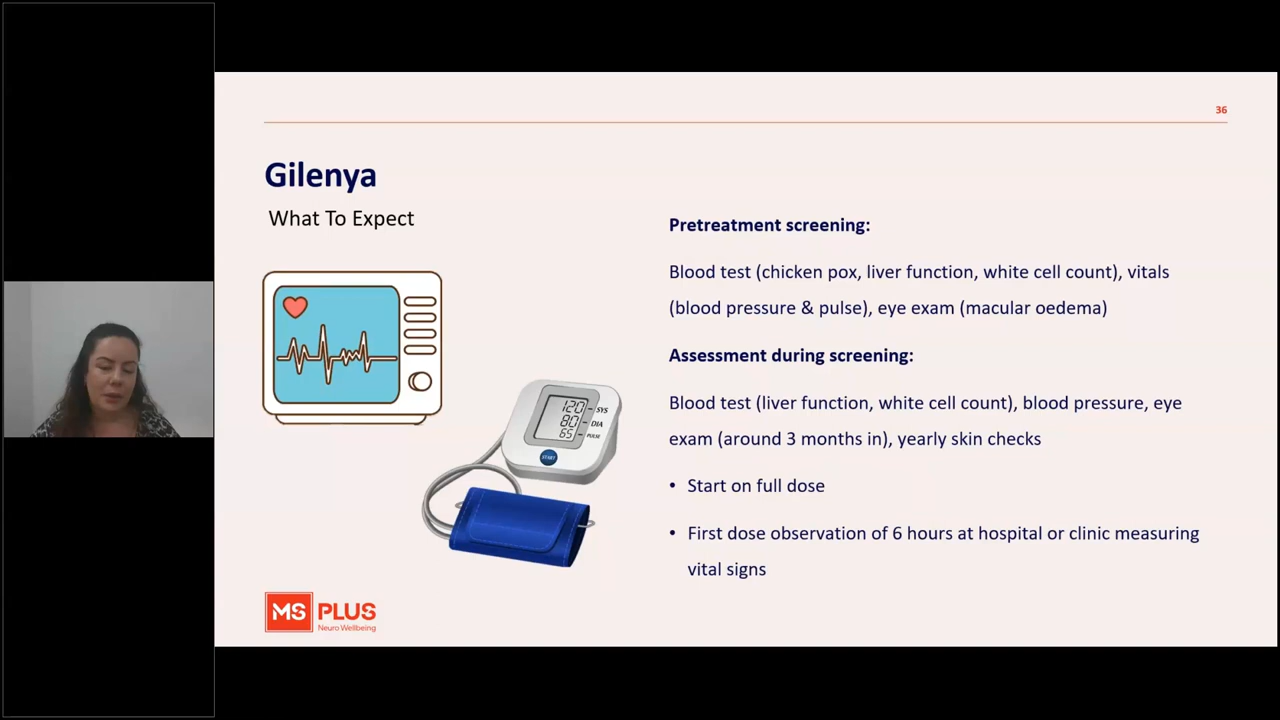 36
Gilenya
What To Expect
Pretreatment screening:
Blood test (chicken pox, liver function, white cell count), vitals
(blood pressure & pulse), eye exam (macular oedema)
Assessment during screening:
Blood test (liver function, white cell count), blood pressure, eye
exam (around 3 months in), yearly skin checks
• Start on full dose
• First dose observation of 6 hours at hospital or clinic measuring
vital signs
120 SYS
80 DIA
65 PULSE
START
MS PLUS
Neuro Wellbeing